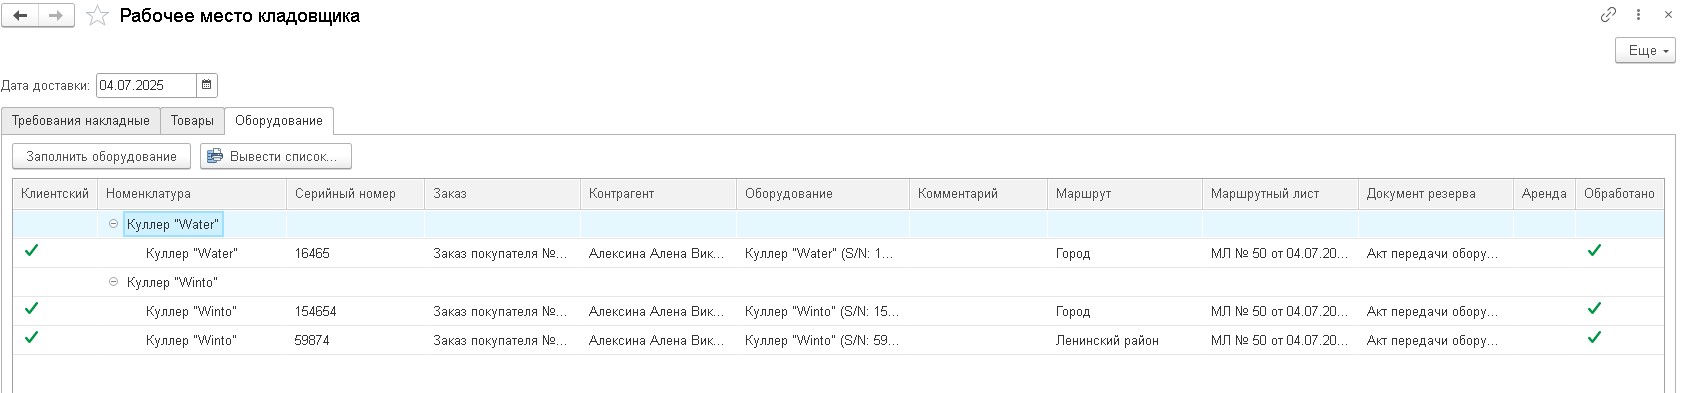 Рабочее место кладовщика
Еще
Дата доставки: 04.07.2025
Требования накладные Товары Оборудование
Заполнить оборудование Вывести список...
Клиентский Номенклатура Серийный номер Заказ Контрагент Оборудование Комментарий Маршрут Маршрутный лист Документ резерва Аренда Обработано
Куллер "Water"
Куллер "Water" 16465 Заказ покупателя №... Алексина Алена Вик... Куллер "Water" (S/N: 1... Город МЛ № 50 от 04.07.20... Акт передачи обору...
Куллер "Winto"
Куллер "Winto" 154654 Заказ покупателя №... Алексина Алена Вик... Куллер "Winto" (S/N: 15... Город МЛ № 50 от 04.07.20... Акт передачи обору...
Куллер "Winto" 59874 Заказ покупателя №... Алексина Алена Вик... Куллер "Winto" (S/N: 59... Ленинский район МЛ № 50 от 04.07.20... Акт передачи обору...